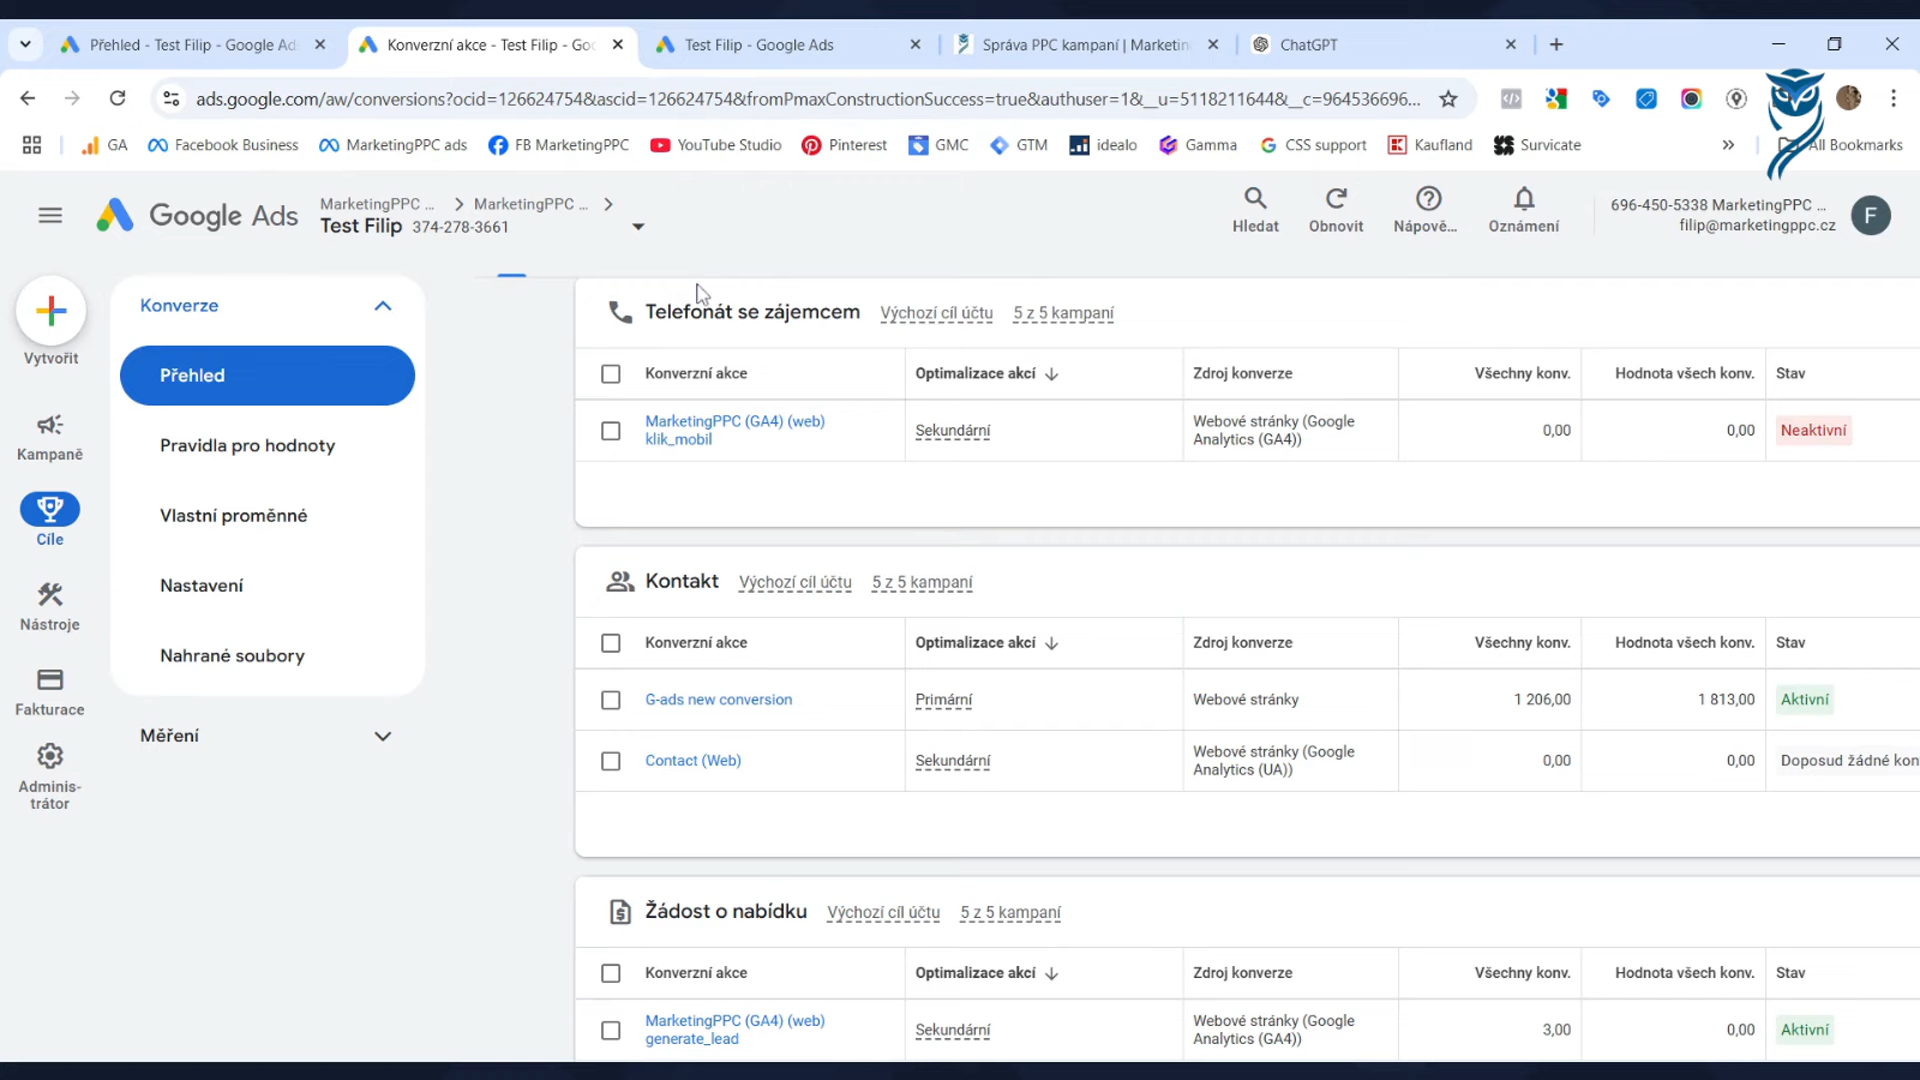 Přehled - Test Filip - Google Ad
Konverzní akce - Test Filip - Goo
Test Filip - Google Ads
Správa PPC kampaní | Marketin
ChatGPT
ads.google.com/aw/conversions?ocid=126624754&ascid=126624754&fromPmaxConstructionSuccess=true&authuser=1&__u=5118211644&__c=964536696...
GA
Facebook Business
MarketingPPC ads
FB MarketingPPC
YouTube Studio
Pinterest
GMC
GTM
idealo
Gamma
CSS support
Kaufland
Survicate
All Bookmarks
Google Ads
MarketingPPC ...
MarketingPPC ...
Test Filip 374-278-3661
Hledat
Obnovit
Nápově...
Oznámení
696-450-5338 MarketingPPC ...
filip@marketingppc.cz
F
Vytvořit
Kampaně
Cíle
Nástroje
Fakturace
Adminis-
trátor
Konverze
Přehled
Pravidla pro hodnoty
Vlastní proměnné
Nastavení
Nahrané soubory
Měření
Telefonát se zájemcem Výchozí cíl účtu 5 z 5 kampaní
Konverzní akce Optimalizace akcí Zdroj konverze Všechny konv. Hodnota všech konv. Stav
MarketingPPC (GA4) (web)
klik_mobil
Sekundární
Webové stránky (Google
Analytics (GA4))
0,00
0,00
Neaktivní
Kontakt Výchozí cíl účtu 5 z 5 kampaní
Konverzní akce Optimalizace akcí Zdroj konverze Všechny konv. Hodnota všech konv. Stav
G-ads new conversion Primární Webové stránky 1 206,00 1 813,00 Aktivní
Contact (Web)
Sekundární
Webové stránky (Google
Analytics (UA))
0,00
0,00
Doposud žádné kon
Žádost o nabídku Výchozí cíl účtu 5 z 5 kampaní
Konverzní akce Optimalizace akcí Zdroj konverze Všechny konv. Hodnota všech konv. Stav
MarketingPPC (GA4) (web)
generate_lead
Sekundární
Webové stránky (Google
Analytics (GA4))
3,00
0,00
Aktivní